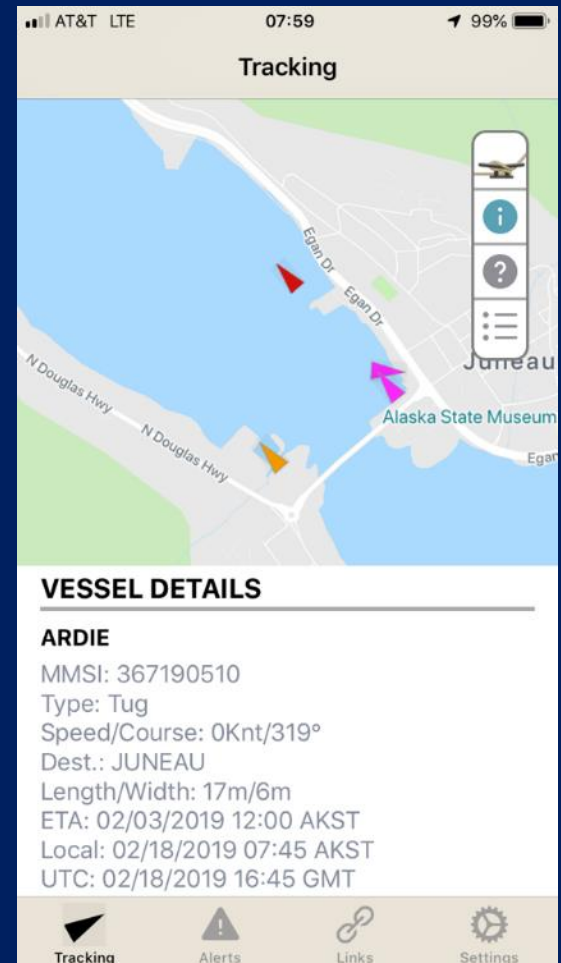 AT&T LTE 07:59 99%
Tracking
Egan Dr
Egan Dr
Juneau
N Douglas Hwy
Alaska State Museum
N Douglas Hwy
Egan
VESSEL DETAILS
ARDIE
MMSI: 367190510
Type: Tug
Speed/Course: 0Knt/319°
Dest.: JUNEAU
Length/Width: 17m/6m
ETA: 02/03/2019 12:00 AKST
Local: 02/18/2019 07:45 AKST
UTC: 02/18/2019 16:45 GMT
Tracking Alerts Links Settings